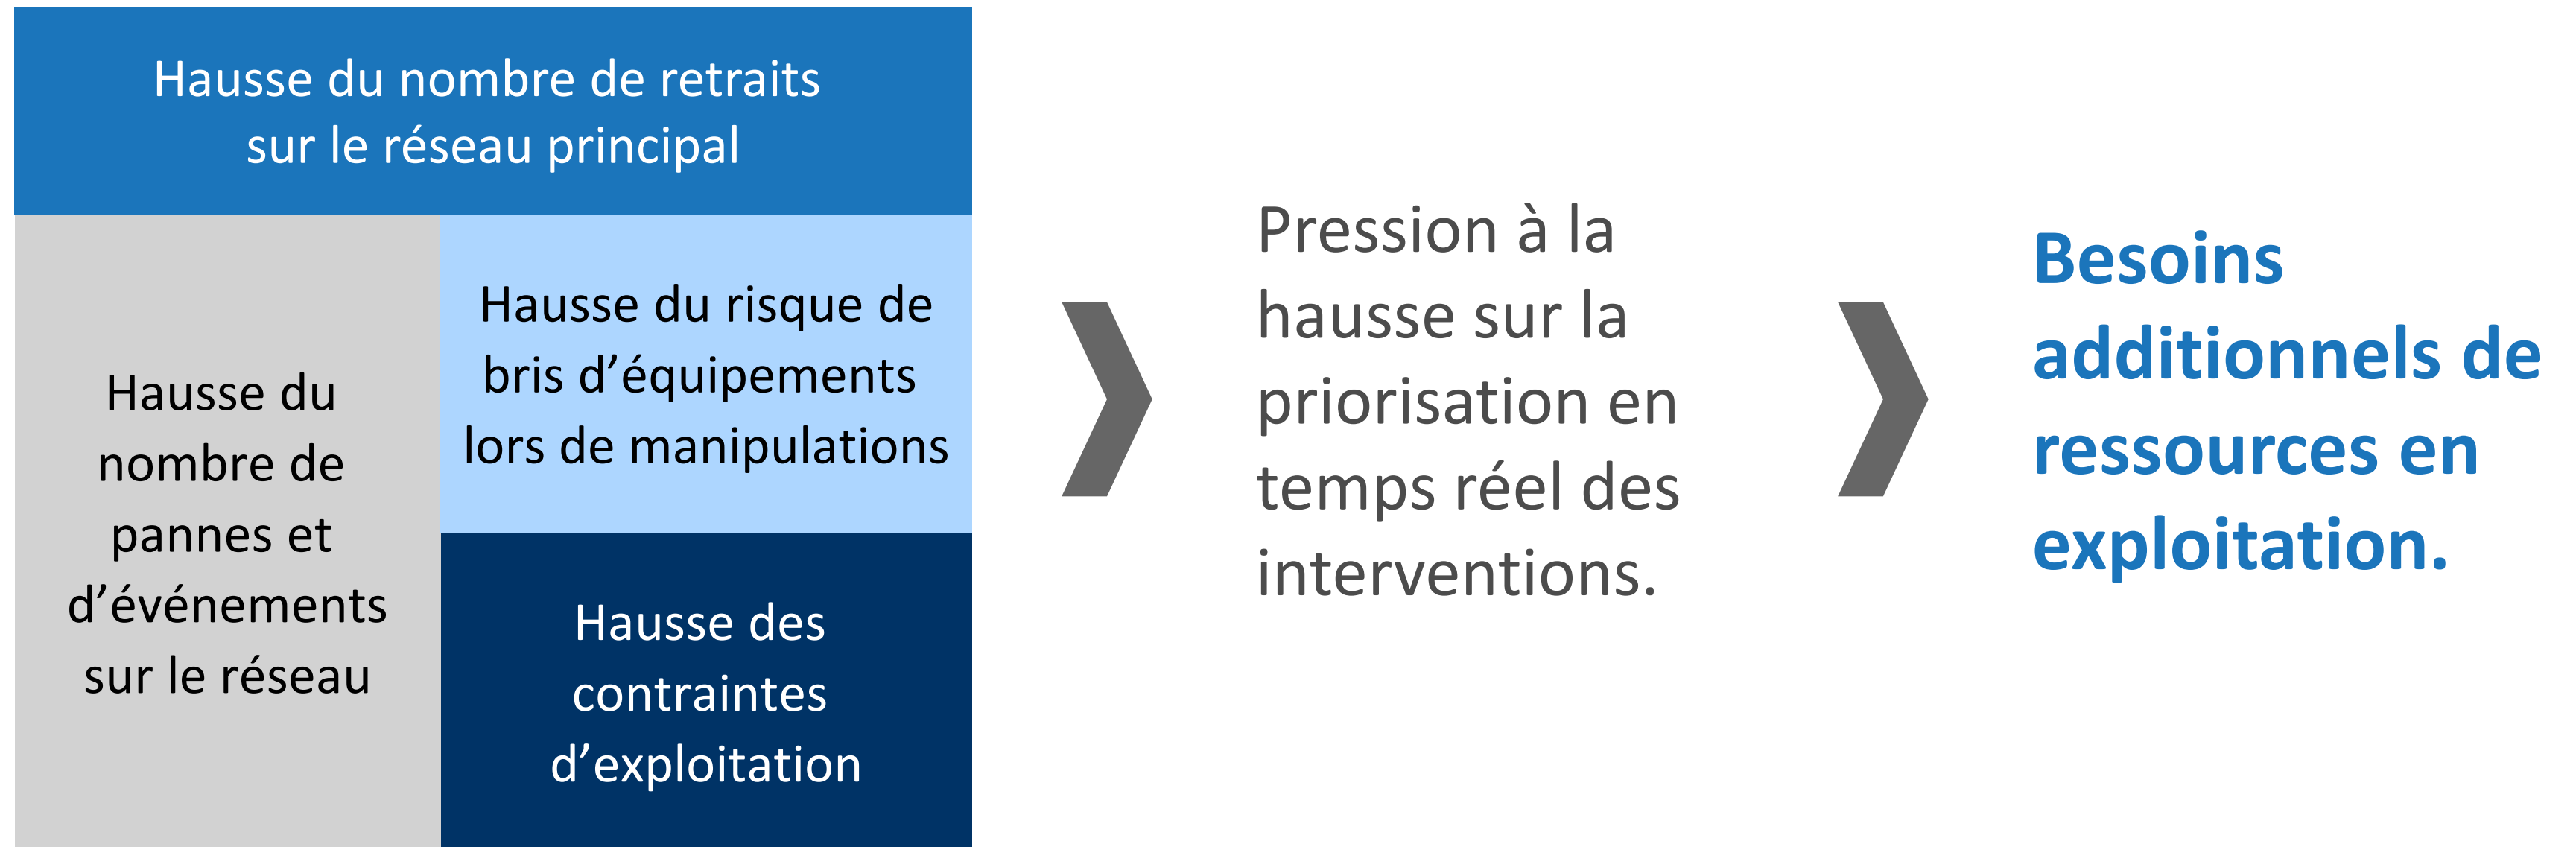 Hausse du nombre de retraits
sur le réseau principal
Hausse du
nombre de
pannes et
d’événements
sur le réseau
Hausse du risque de
bris d’équipements
lors de manipulations
Hausse des
contraintes
d’exploitation
Pression à la
hausse sur la
priorisation en
temps réel des
interventions.
Besoins
additionnels de
ressources en
exploitation.